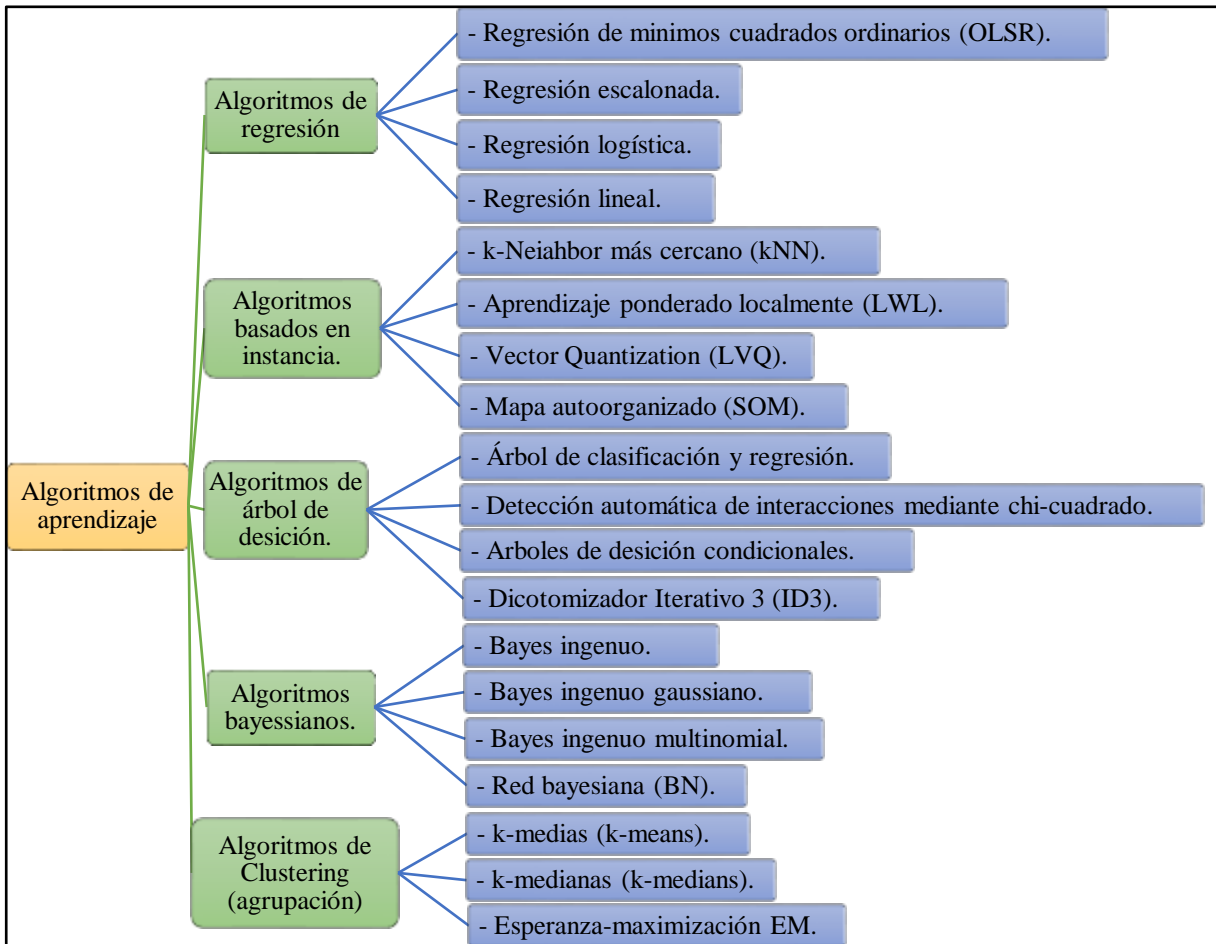 Algoritmos de
aprendizaje
Algoritmos de
regresión
- Regresión de minimos cuadrados ordinarios (OLSR).
- Regresión escalonada.
- Regresión logística.
- Regresión lineal.
Algoritmos
basados en
instancia.
- k-Neiahbor más cercano (kNN).
- Aprendizaje ponderado localmente (LWL).
- Vector Quantization (LVQ).
- Mapa autoorganizado (SOM).
Algoritmos de
árbol de
desición.
- Árbol de clasificación y regresión.
- Detección automática de interacciones mediante chi-cuadrado.
- Arboles de desición condicionales.
- Dicotomizador Iterativo 3 (ID3).
Algoritmos
bayessianos.
- Bayes ingenuo.
- Bayes ingenuo gaussiano.
- Bayes ingenuo multinomial.
- Red bayesiana (BN).
Algoritmos de
Clustering
(agrupación)
- k-medias (k-means).
- k-medianas (k-medians).
- Esperanza-maximización EM.